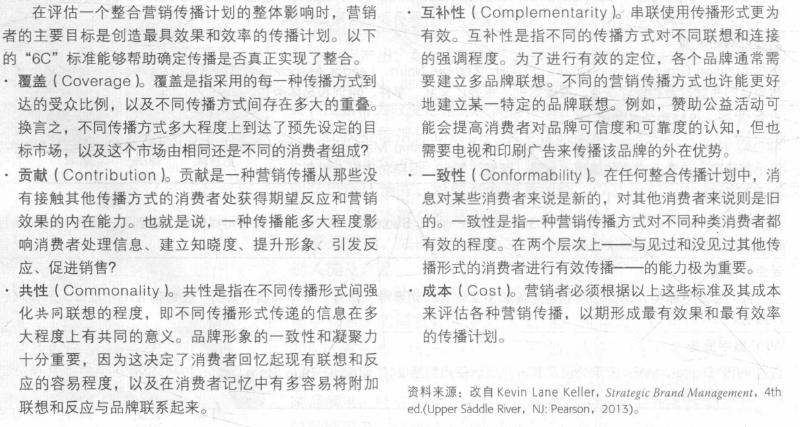 在评估一个整合营销传播计划的整体影响时，营销
者的主要目标是创造最具效果和效率的传播计划。以下
的“6C”标准能够帮助确定传播是否真正实现了整合。
· 覆盖（Coverage）。覆盖是指采用的每一种传播方式到
达的受众比例，以及不同传播方式间存在多大的重叠。
换言之，不同传播方式多大程度上到达了预先设定的目
标市场，以及这个市场由相同还是不同的消费者组成？
· 贡献（Contribution）。贡献是一种营销传播从那些没
有接触其他传播方式的消费者处获得期望反应和营销
效果的内在能力。也就是说，一种传播能多大程度影
响消费者处理信息、建立知晓度、提升形象、引发反
应、促进销售？
· 共性（Commonality）。共性是指在不同传播形式间强
化共同联想的程度，即不同传播形式传递的信息在多
大程度上有共同的意义。品牌形象的一致性和凝聚力
十分重要，因为这决定了消费者回忆起现有联想和反
应的容易程度，以及在消费者记忆中有多容易将附加
联想和反应与品牌联系起来。
· 互补性（Complementarity）。串联使用传播形式更为
有效。互补性是指不同的传播方式对不同联想和连接
的强调程度。为了进行有效的定位，各个品牌通常需
要建立多品牌联想。不同的营销传播方式也许能更好
地建立某一特定的品牌联想。例如，赞助公益活动可
能会提高消费者对品牌可信度和可靠度的认知，但也
需要电视和印刷广告来传播该品牌的外在优势。
· 一致性（Conformability）。在任何整合传播计划中，消
息对某些消费者来说是新的，对其他消费者来说则是旧
的。一致性是指一种营销传播方式对不同种类消费者都
有效的程度。在两个层次上——与见过和没见过其他传
播形式的消费者进行有效传播——的能力极为重要。
· 成本（Cost）。营销者必须根据以上这些标准及其成本
来评估各种营销传播，以期形成最有效果和最有效率
的传播计划。
资料来源：改自 Kevin Lane Keller，Strategic Brand Management，4th
ed.(Upper Saddle River，NJ: Pearson，2013)。